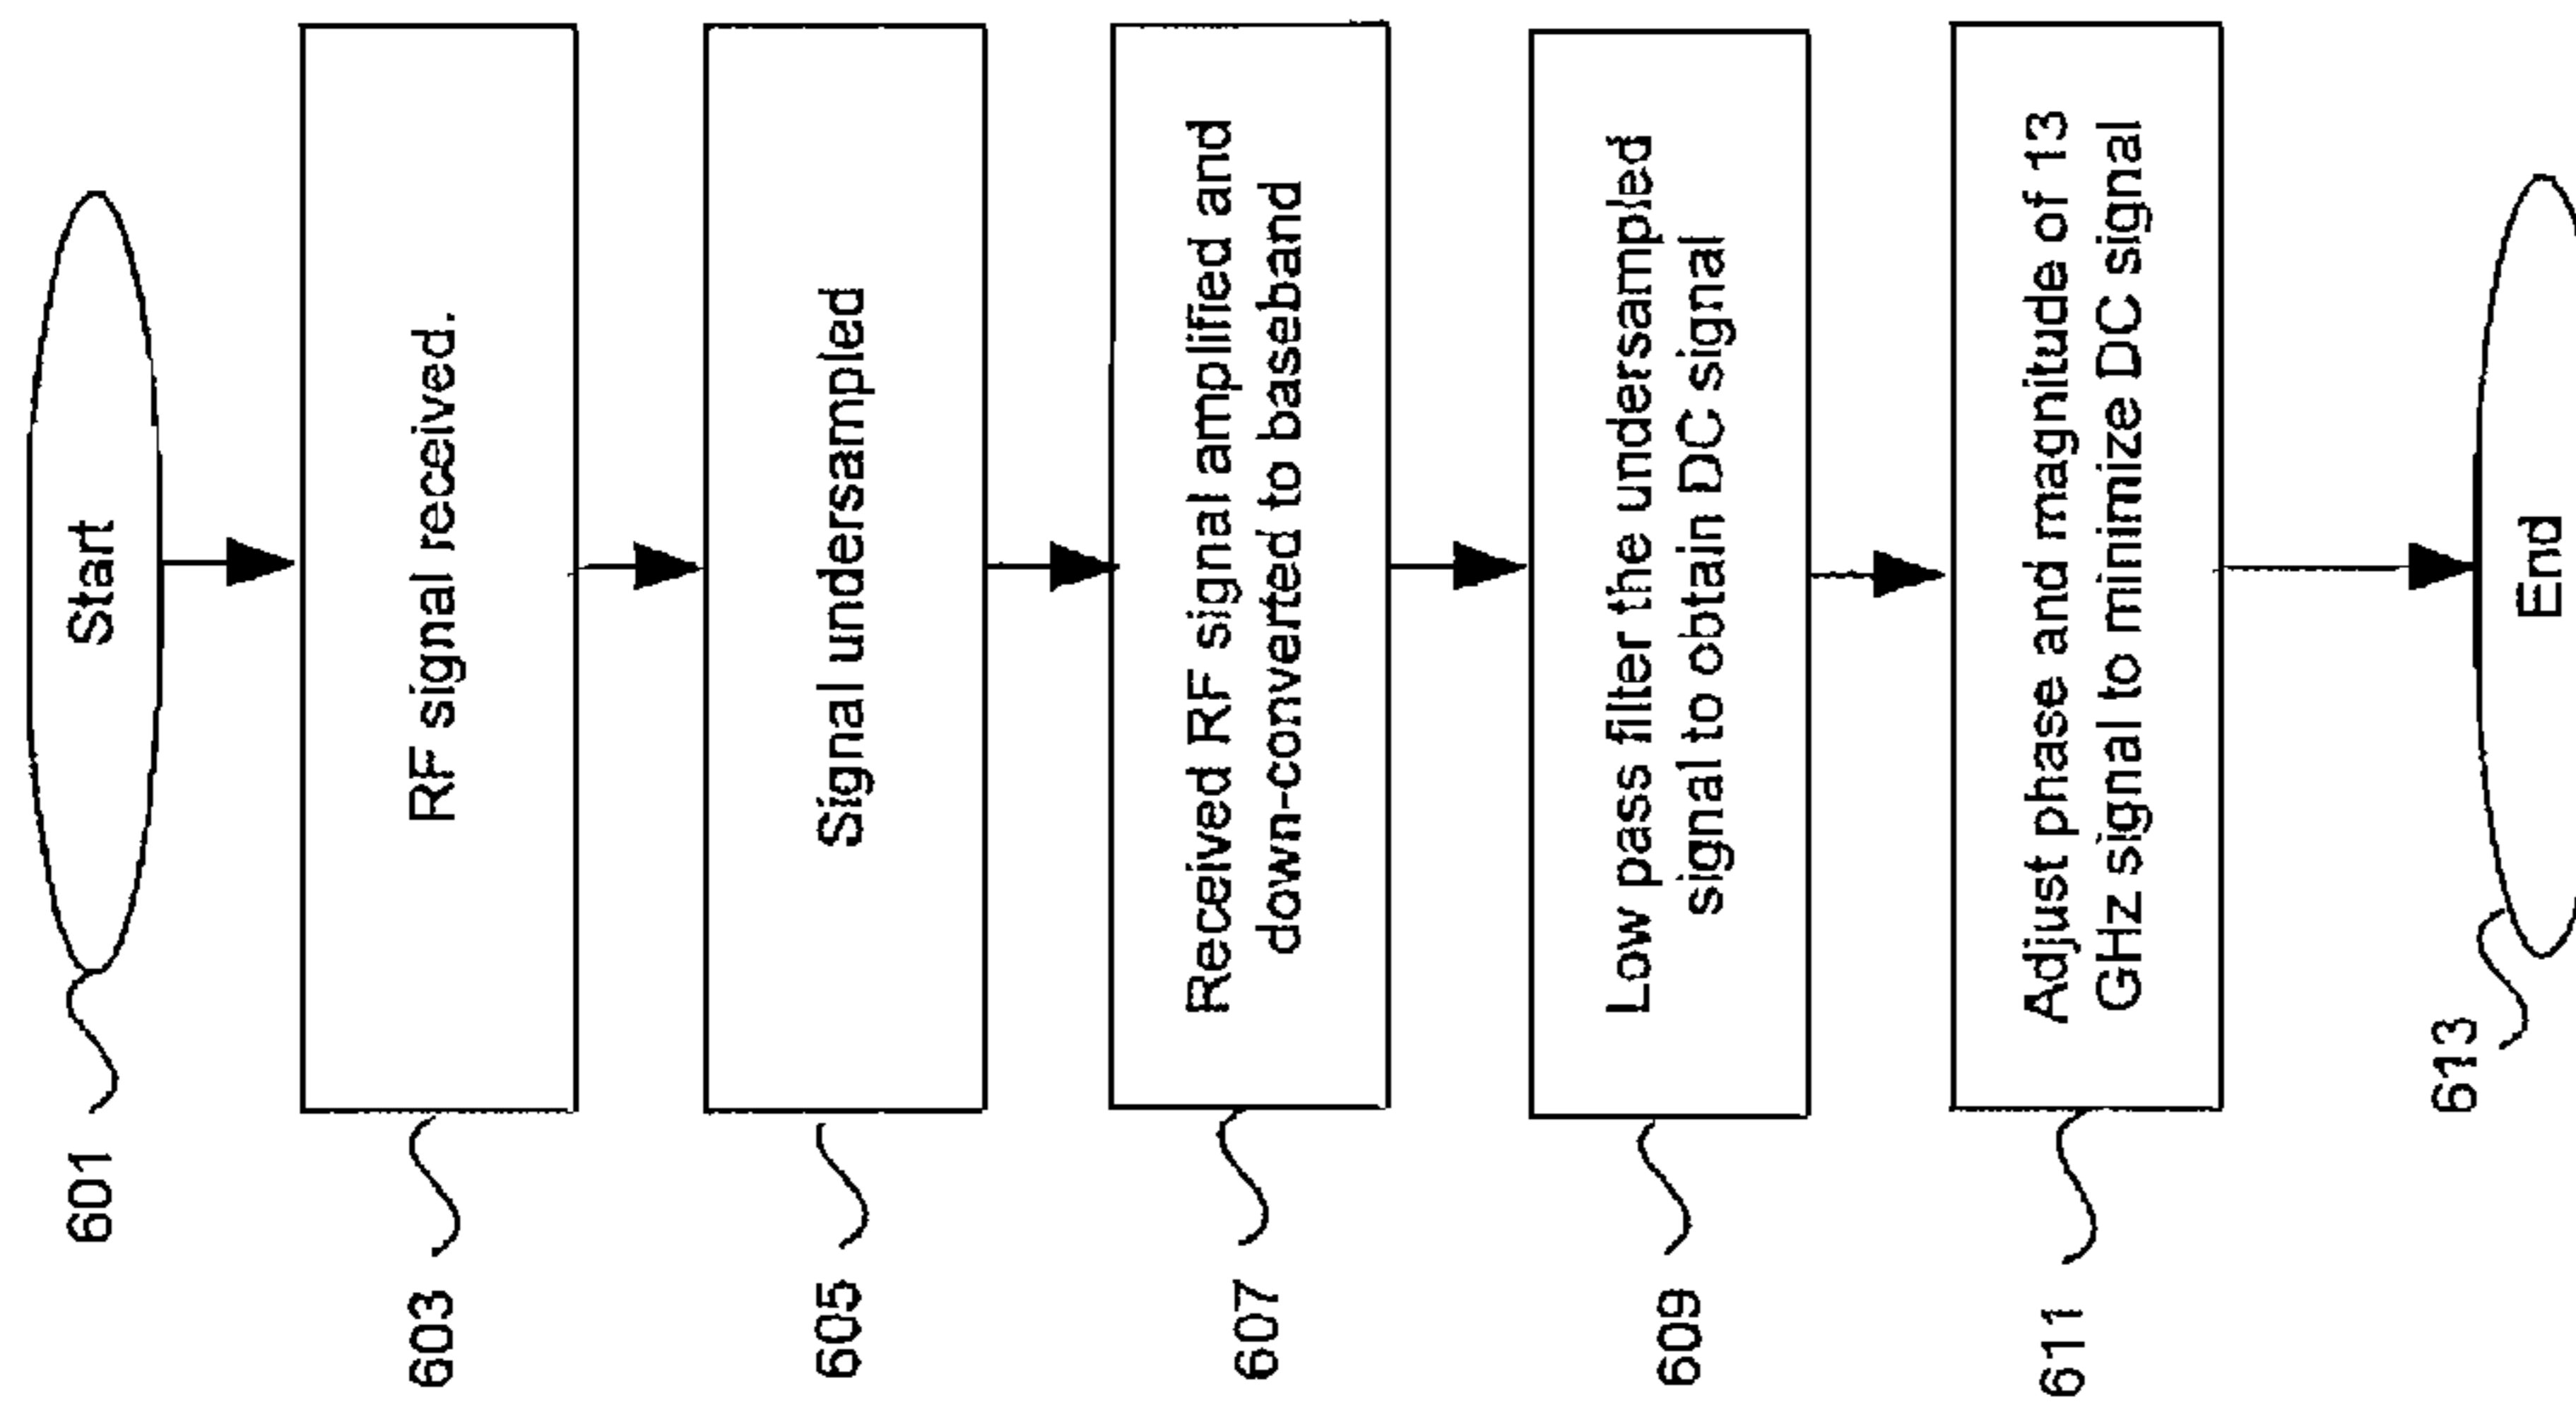 601
Start
603
RF signal received.
605
Signal undersampled
607
Received RF signal amplified and
down-converted to baseband
609
Low pass filter the undersampled
signal to obtain DC signal
611
Adjust phase and magnitude of 13
GHz signal to minimize DC signal
613
End